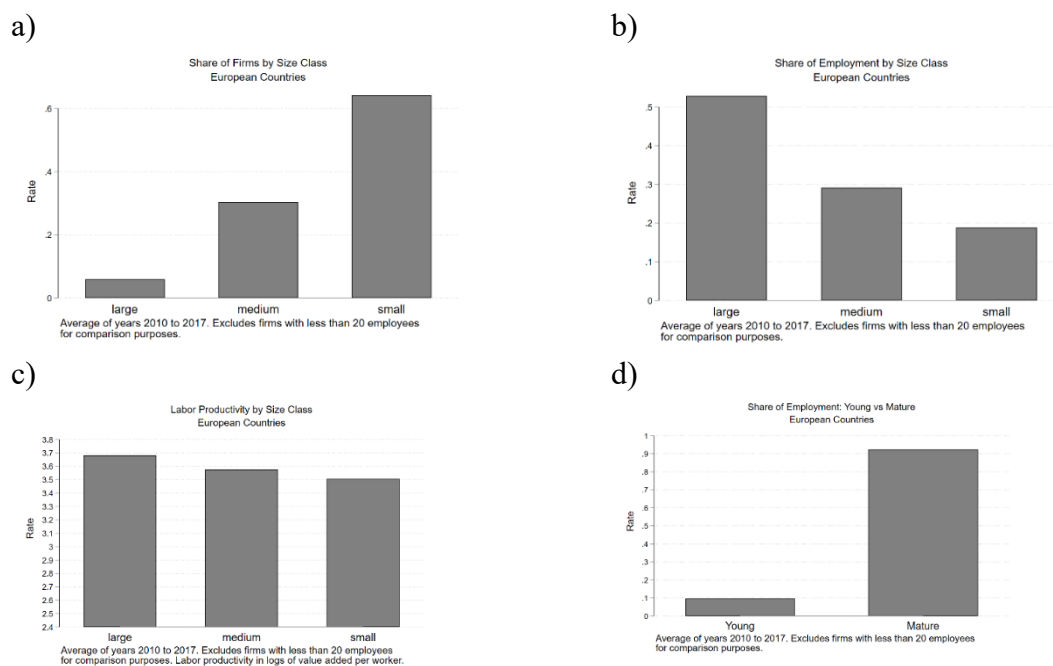 a)
Share of Firms by Size Class
European Countries
.6
.4
.2
0
Rate
large medium small
Average of years 2010 to 2017. Excludes firms with less than 20 employees
for comparison purposes.
b)
Share of Employment by Size Class
European Countries
.5
.4
.3
.2
.1
0
Rate
large medium small
Average of years 2010 to 2017. Excludes firms with less than 20 employees
for comparison purposes.
c)
Labor Productivity by Size Class
European Countries
3.8
3.7
3.6
3.5
3.4
3.3
3.2
3.1
3
2.9
2.8
2.7
2.6
2.5
2.4
Rate
large medium small
Average of years 2010 to 2017. Excludes firms with less than 20 employees
for comparison purposes. Labor productivity in logs of value added per worker.
d)
Share of Employment: Young vs Mature
European Countries
1
.9
.8
.7
.6
.5
.4
.3
.2
.1
0
Rate
Young Mature
Average of years 2010 to 2017. Excludes firms with less than 20 employees
for comparison purposes.